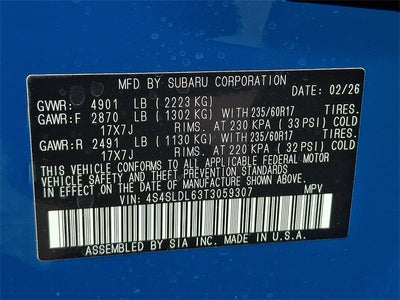 MFD BY SUBARU CORPORATION DATE: 02/26
GVWR: 4901 LB (2223 KG)
GAWR:F 2870 LB (1302 KG) WITH 235/60R17 TIRES.
17X7J RIMS. AT 230 KPA (33 PSI) COLD
GAWR:R 2491 LB (1130 KG) WITH 235/60R17 TIRES.
17X7J RIMS. AT 220 KPA (32 PSI) COLD
THIS VEHICLE CONFORMS TO ALL APPLICABLE FEDERAL MOTOR
VEHICLE SAFETY, BUMPER, AND THEFT PREVENTION STANDARDS
IN EFFECT ON THE DATE OF MANUFACTURE SHOWN ABOVE.
VIN: 4S4SLDL63T3059307 MPV
ASSEMBLED BY SIA INC. MADE IN U.S.A.